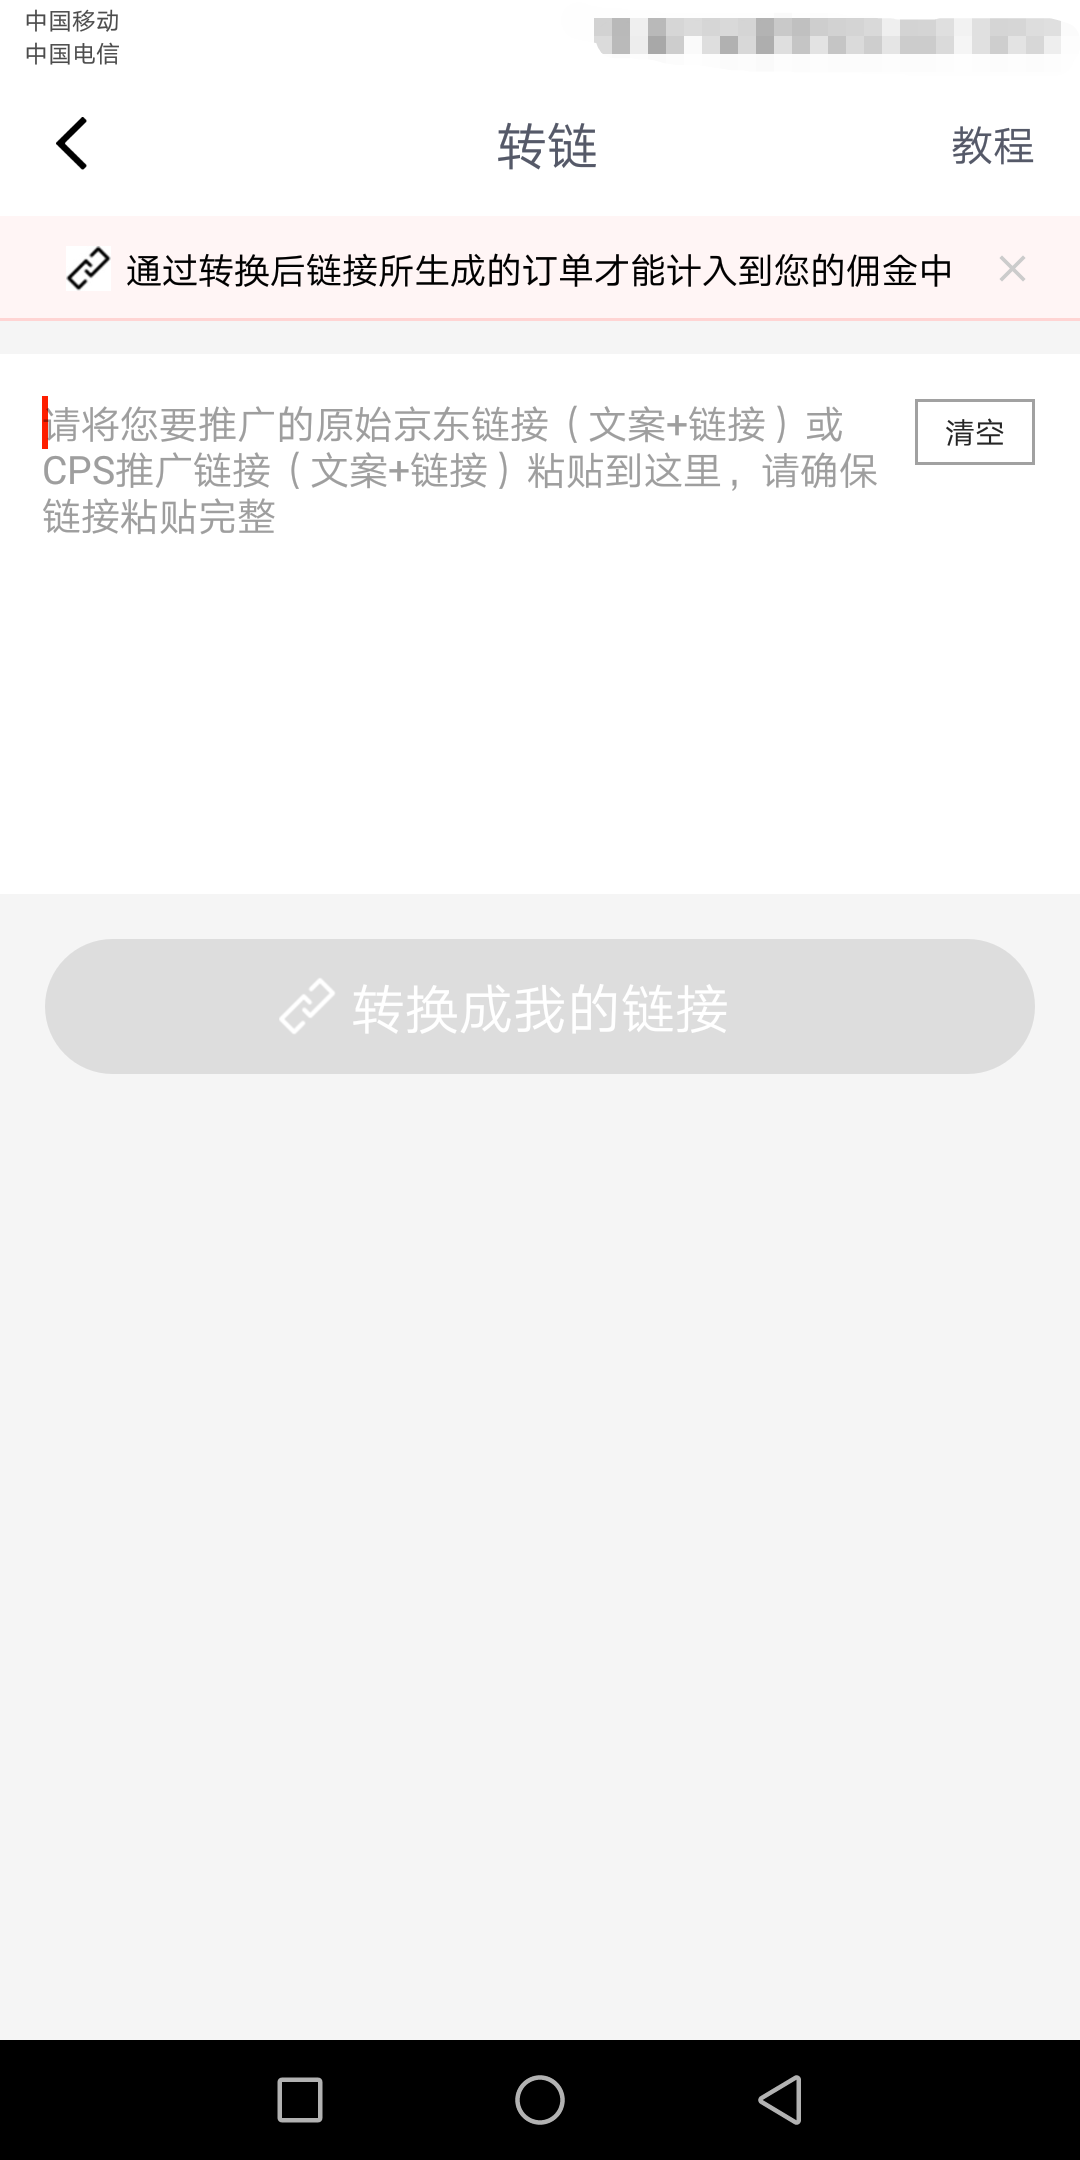 中国移动
中国电信
转链
教程
通过转换后链接所生成的订单才能计入到您的佣金中
请将您要推广的原始京东链接（文案+链接）或
CPS推广链接（文案+链接）粘贴到这里，请确保
链接粘贴完整
清空
转换成我的链接